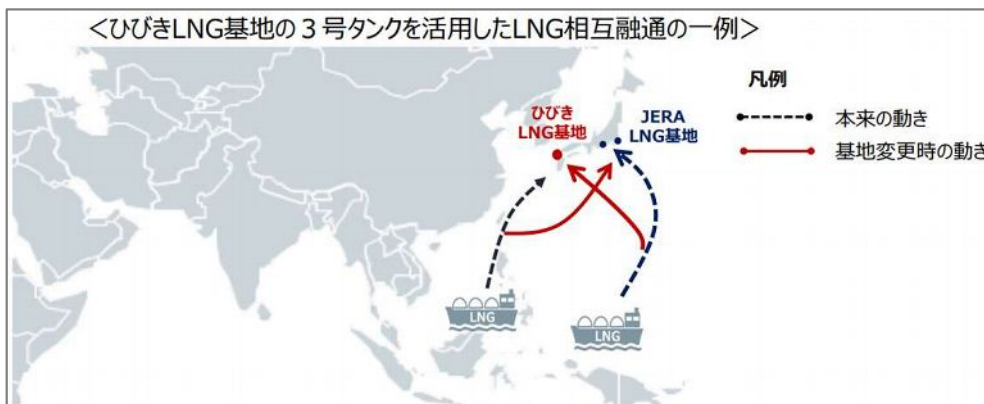 ＜ひびきLNG基地の３号タンクを活用したLNG相互融通の一例＞
凡例
本来の動き
基地変更時の動き
ひびき
LNG基地
JERA
LNG基地
LNG
LNG